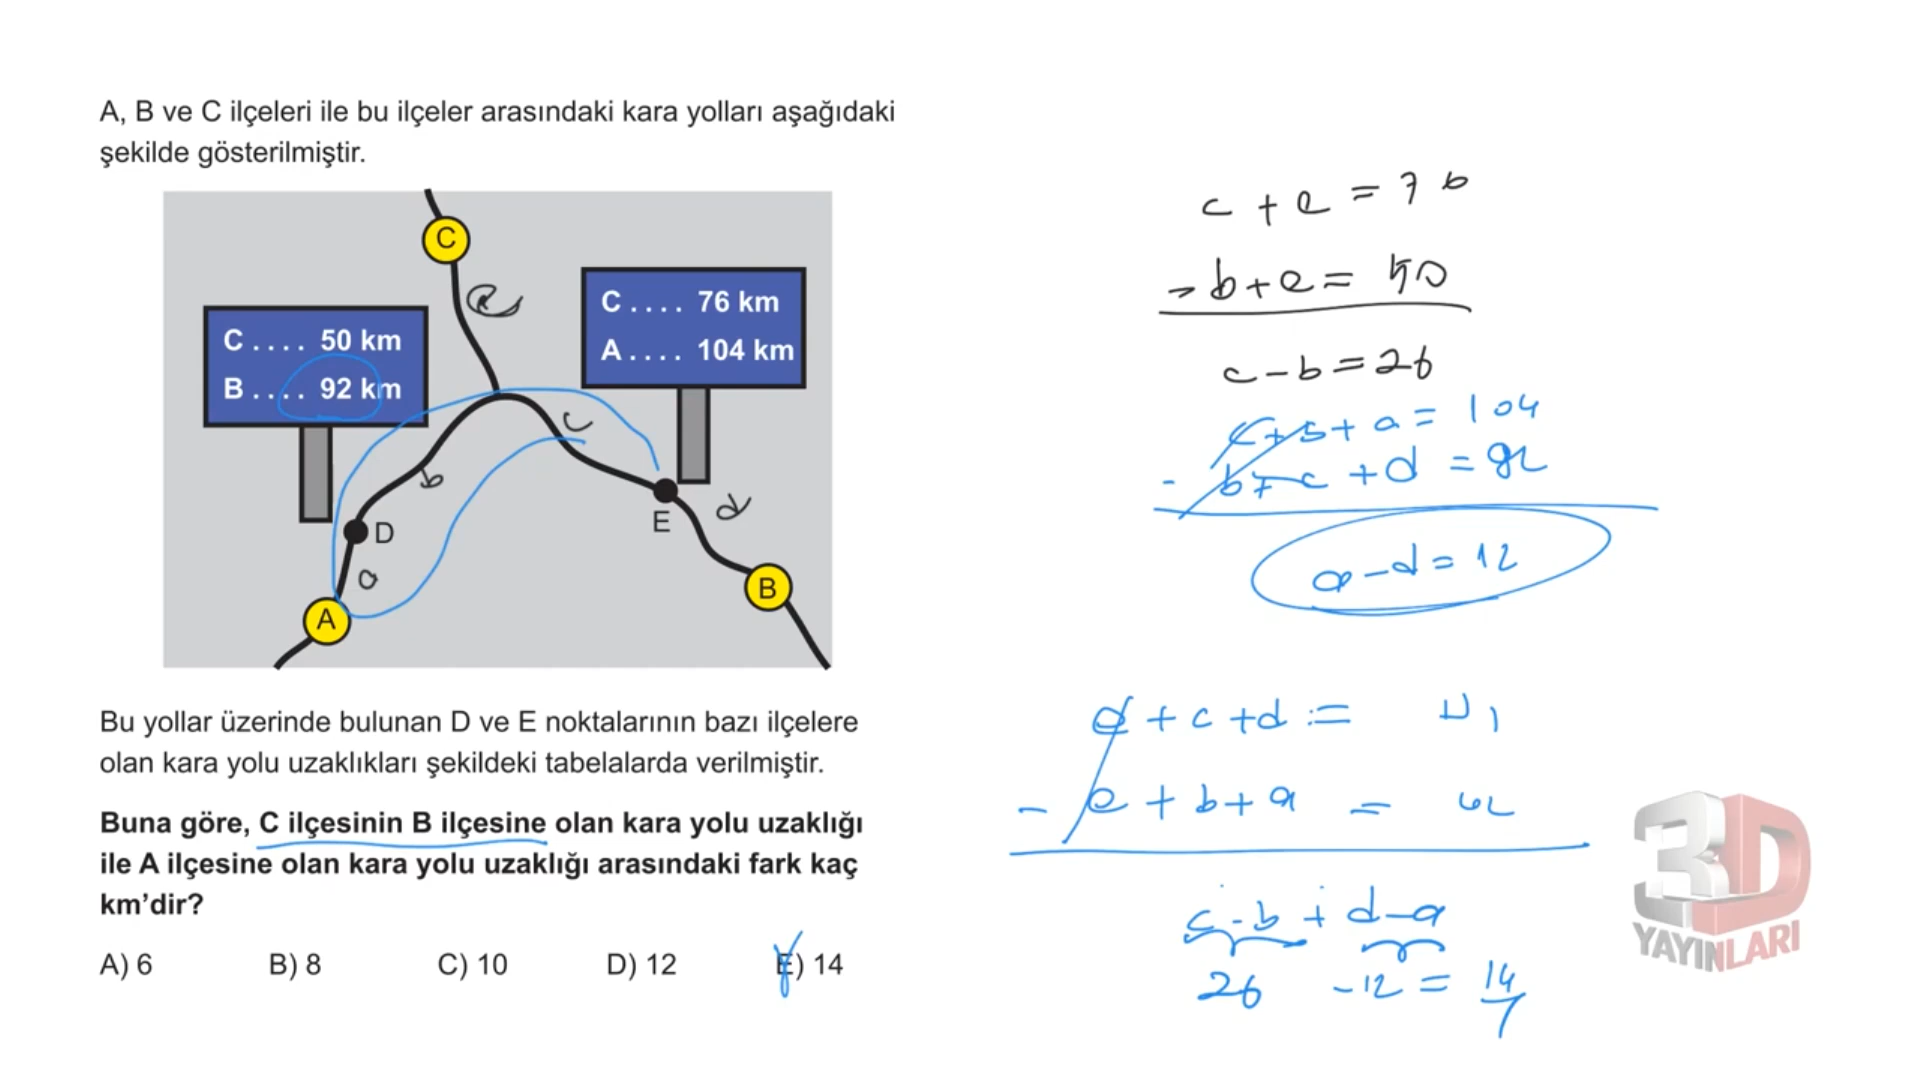 A, B ve C ilçeleri ile bu ilçeler arasındaki kara yolları aşağıdaki
şekilde gösterilmiştir.
C
C .... 50 km
B .... 92 km
C .... 76 km
A .... 104 km
e
c
b
D
E
d
a
A
B
Bu yollar üzerinde bulunan D ve E noktalarının bazı ilçelere
olan kara yolu uzaklıkları şekildeki tabelalarda verilmiştir.
Buna göre, C ilçesinin B ilçesine olan kara yolu uzaklığı
ile A ilçesine olan kara yolu uzaklığı arasındaki fark kaç
km'dir?
A) 6
B) 8
C) 10
D) 12
E) 14
c + e = 76
- b + e = 50
c - b = 26
c + b + a = 104
- b + c + d = 92
a - d = 12
e + c + d =
- e + b + a =
c - b + d - a
26 - 12 = 14
3D
YAYINLARI